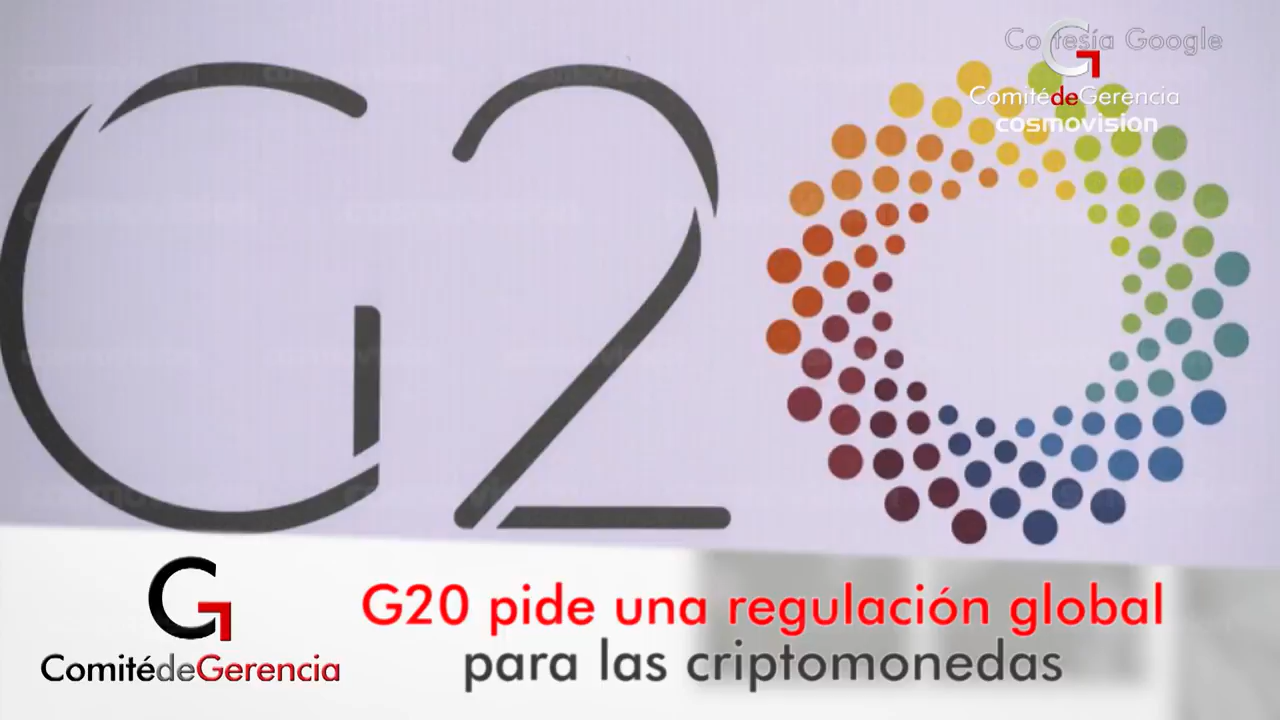 Cortesía Google
ComitédeGerencia
cosmovision
G20
G20 pide una regulación global
para las criptomonedas
ComitédeGerencia